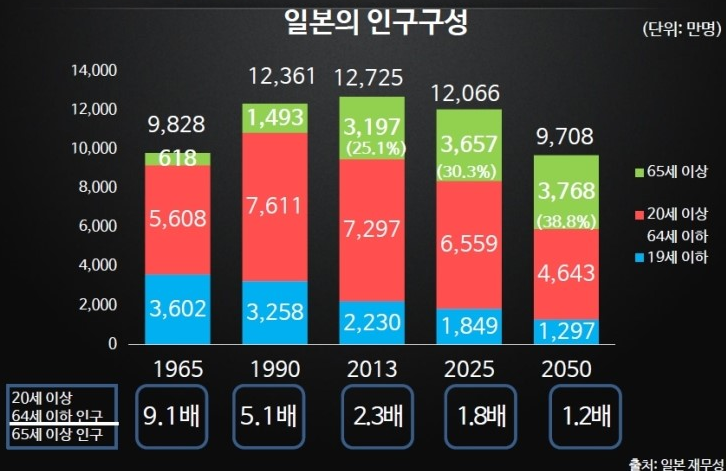 일본의 인구구성
(단위: 만명)
14,000
12,000
10,000
8,000
6,000
4,000
2,000
0
9,828
618
5,608
3,602
12,361
1,493
7,611
3,258
12,725
3,197
(25.1%)
7,297
2,230
12,066
3,657
(30.3%)
6,559
1,849
9,708
3,768
(38.8%)
4,643
1,297
65세 이상
20세 이상
64세 이하
19세 이하
1965 1990 2013 2025 2050
20세 이상
64세 이하 인구
65세 이상 인구
9.1배 5.1배 2.3배 1.8배 1.2배
출처: 일본 재무성